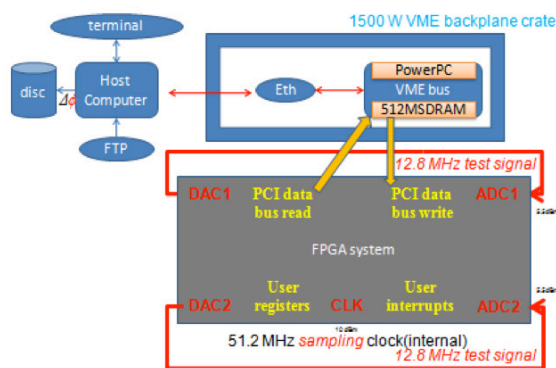 1500 W VME backplane crate
terminal
PowerPC
VME bus
512MSDRAM
disc
Δϕ
Host
Computer
Eth
FTP
12.8 MHz test signal
DAC1
PCI data
bus read
PCI data
bus write
ADC1
FPGA system
DAC2
User
registers
CLK
User
interrupts
ADC2
51.2 MHz sampling clock(internal)
12.8 MHz test signal